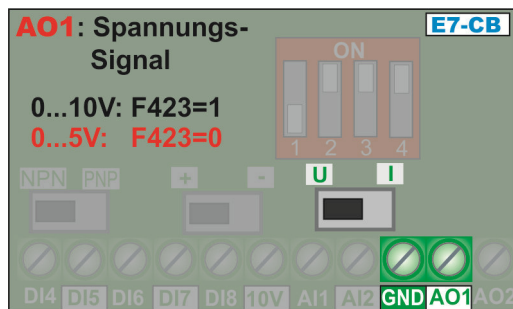 AO1: Spannungs-
Signal
E7-CB
0...10V: F423=1
0...5V: F423=0
ON
1 2 3 4
NPN PNP + - U I
DI4 DI5 DI6 DI7 DI8 10V AI1 AI2 GND AO1 AO2